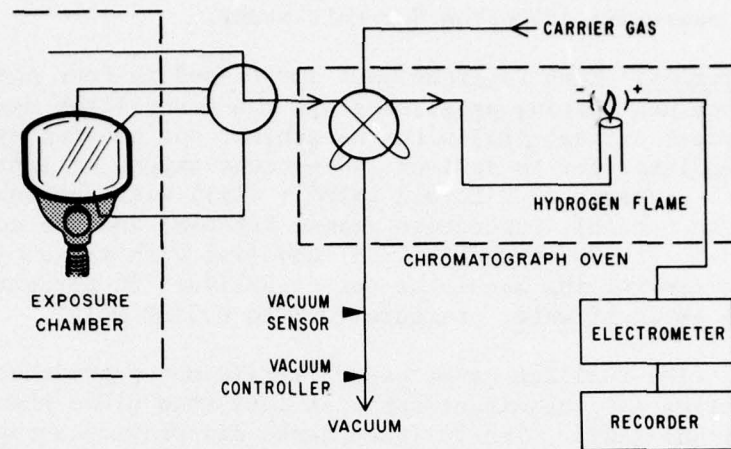 CARRIER GAS
- +
HYDROGEN FLAME
CHROMATOGRAPH OVEN
EXPOSURE
CHAMBER
VACUUM
SENSOR
VACUUM
CONTROLLER
VACUUM
ELECTROMETER
RECORDER